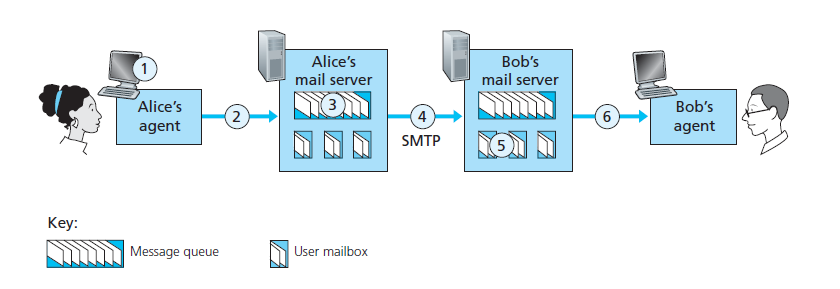 1
Alice's
agent
2
Alice's
mail server
3
4
SMTP
Bob's
mail server
5
6
Bob's
agent
Key:
Message queue
User mailbox